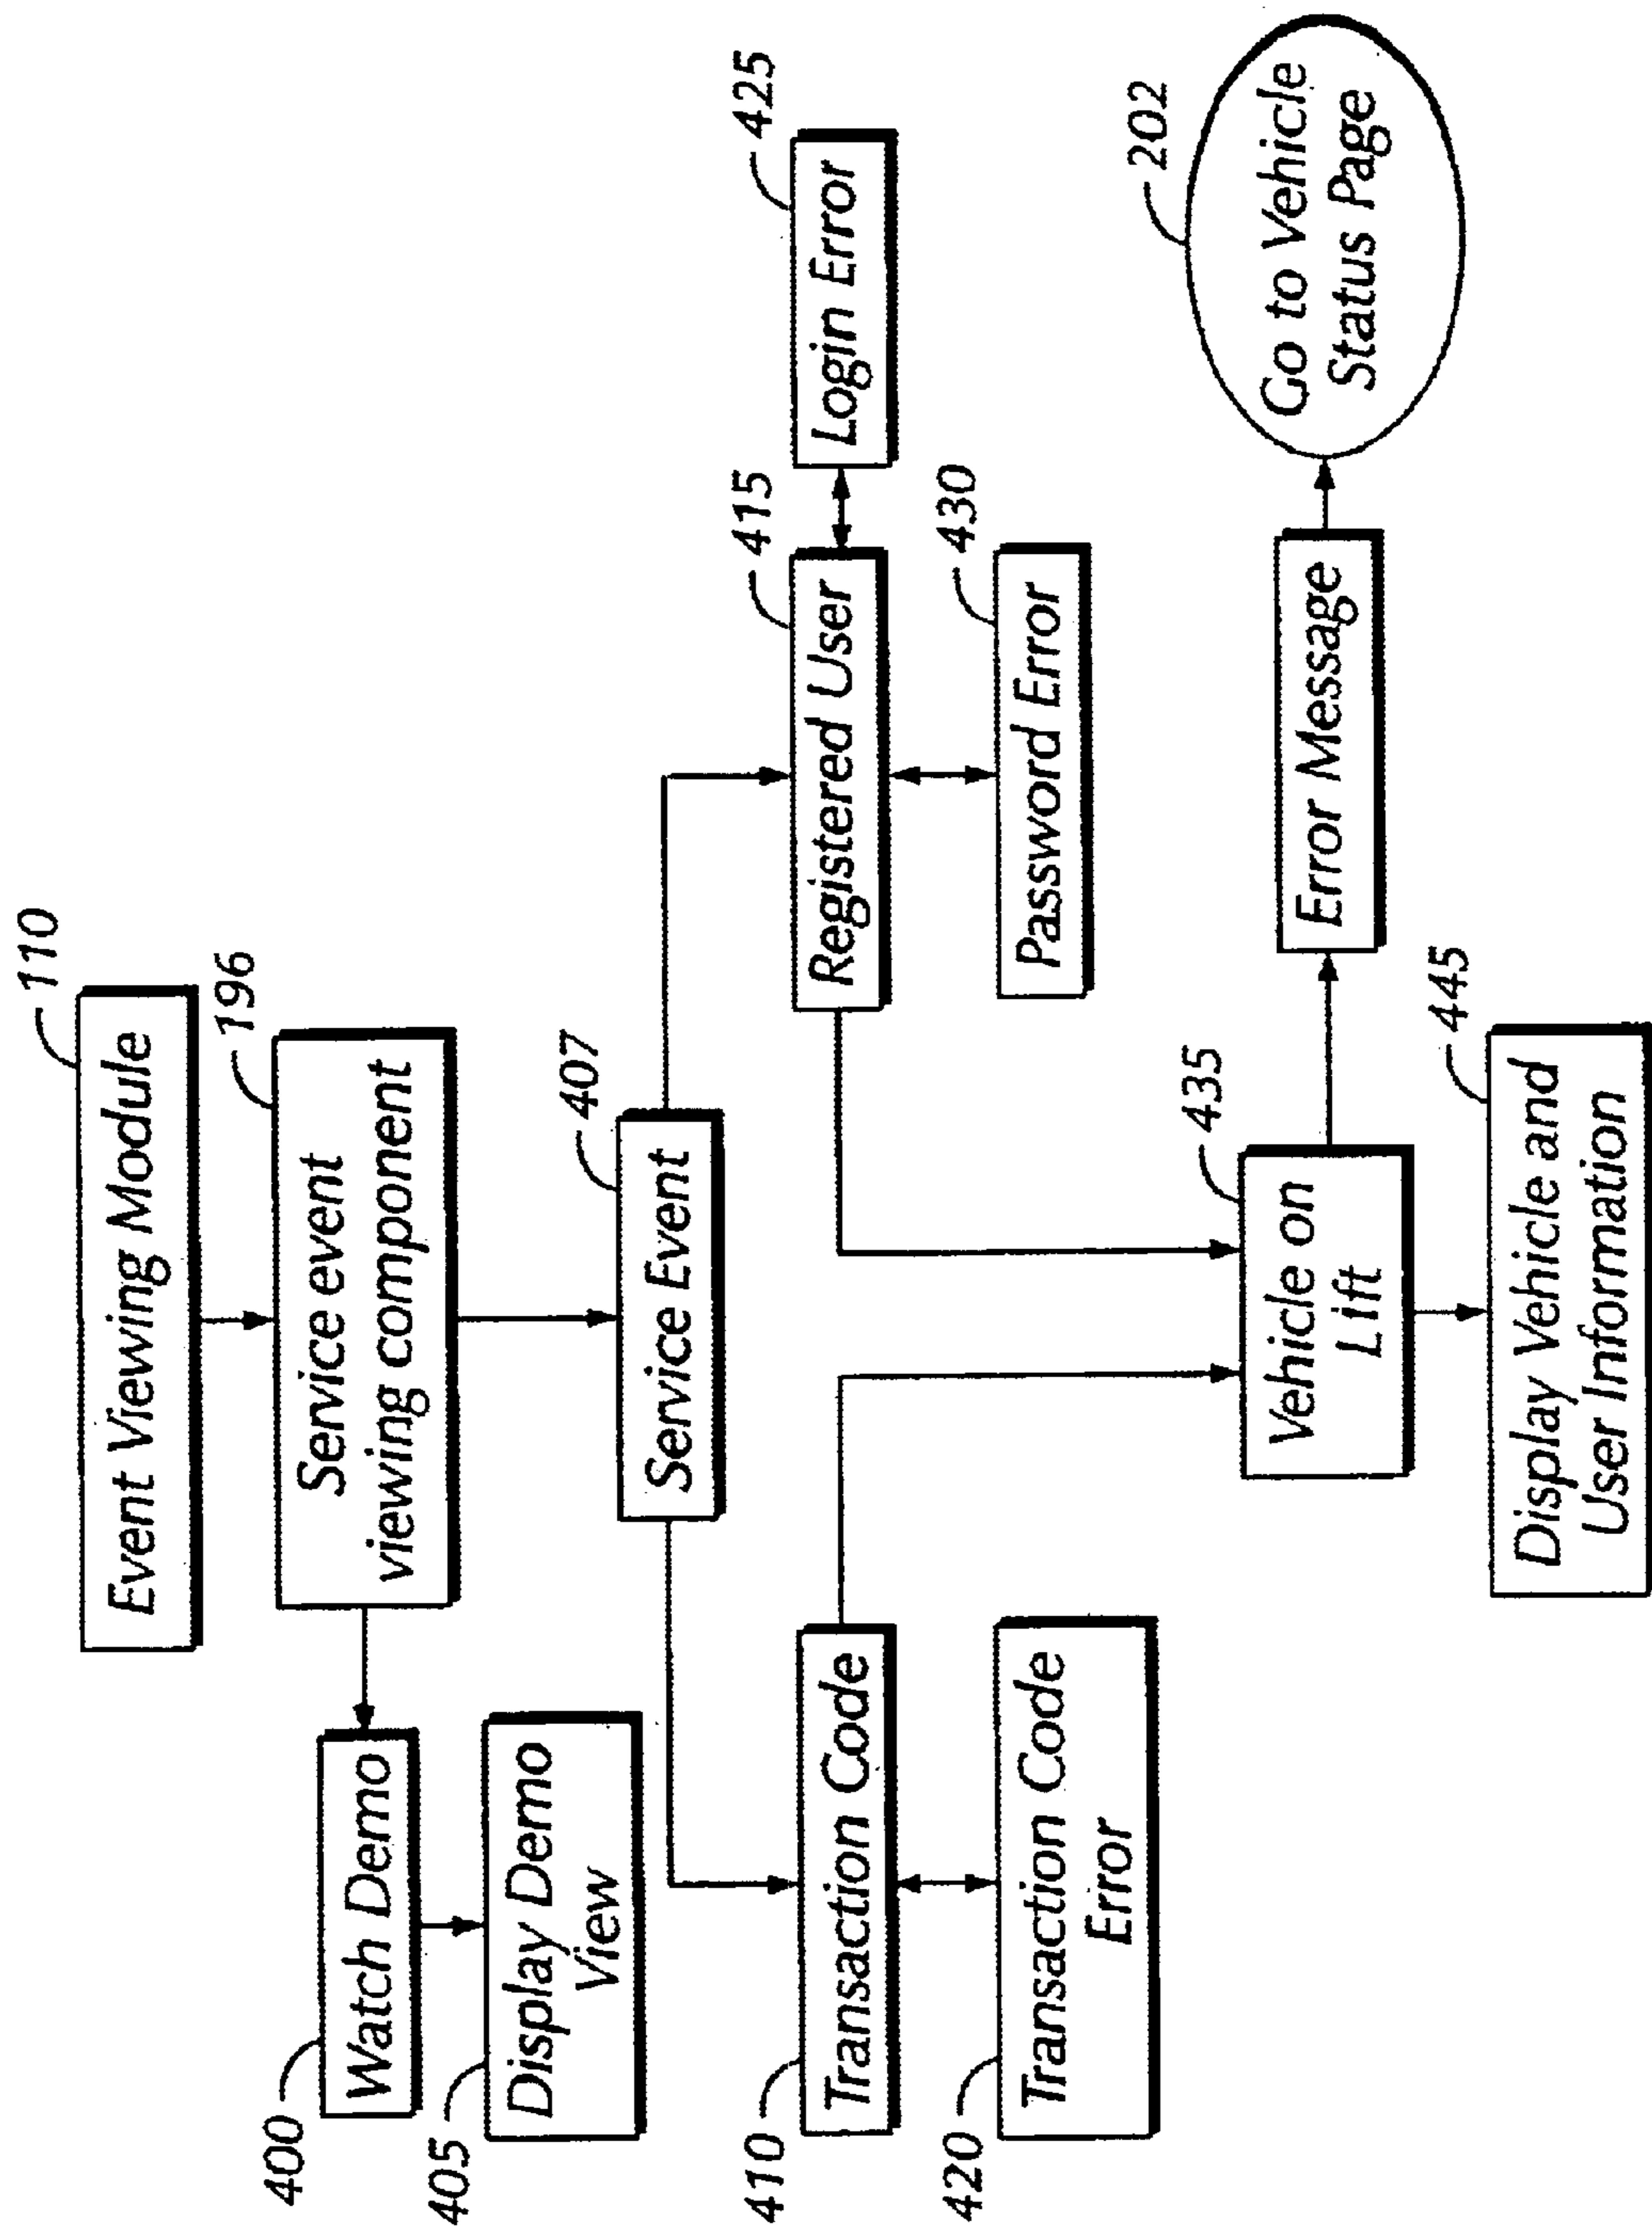 110
Event Viewing Module
196
Service event
viewing component
400
Watch Demo
405
Display Demo
View
407
Service Event
410
Transaction Code
420
Transaction Code
Error
415
Registered User
425
Login Error
430
Password Error
435
Vehicle on
Lift
Error Message
202
Go to Vehicle
Status Page
445
Display Vehicle and
User Information